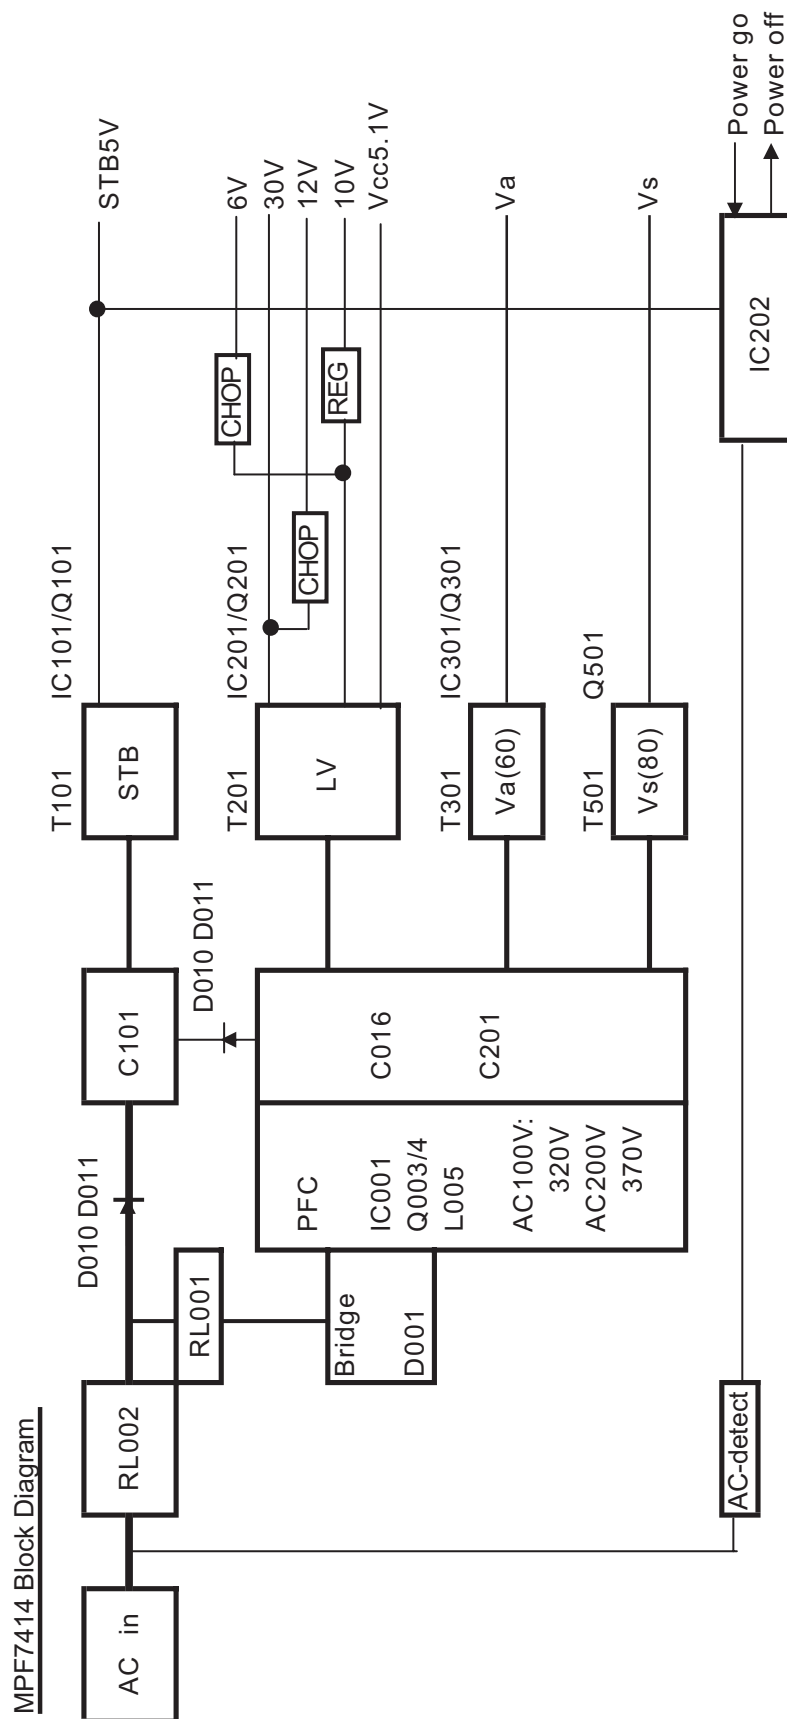 MPF7414 Block Diagram
AC in
RL002
D010 D011
C101
T101
STB
IC101/Q101
STB5V
RL001
D010 D011
Bridge
D001
PFC
IC001
Q003/4
L005
AC100V:
320V
AC200V
370V
C016
C201
T201
LV
IC201/Q201
CHOP
CHOP
REG
6V
30V
12V
10V
Vcc5.1V
T301
Va(60)
IC301/Q301
Va
T501
Vs(80)
Q501
Vs
AC-detect
IC202
Power go
Power off